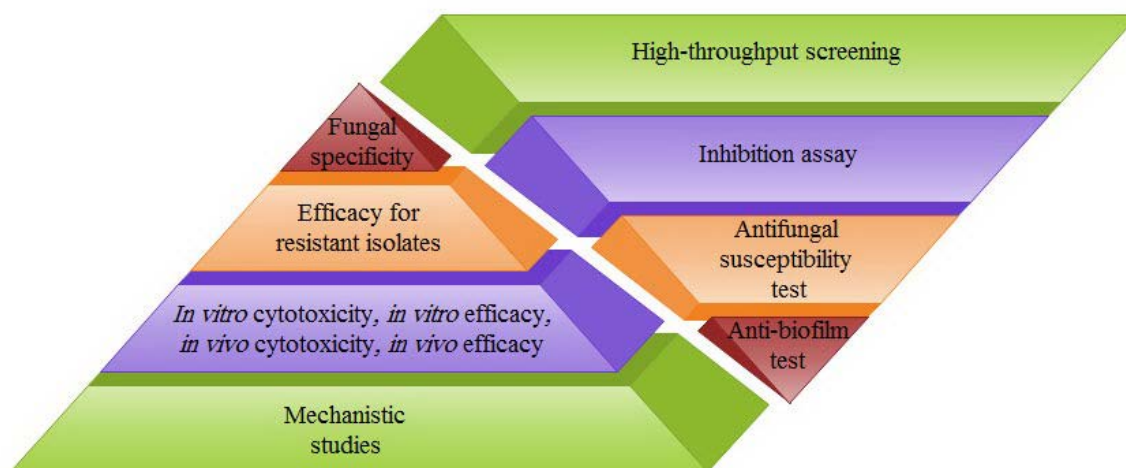 High-throughput screening
Inhibition assay
Antifungal
susceptibility
test
Anti-biofilm
test
Fungal
specificity
Efficacy for
resistant isolates
In vitro cytotoxicity, in vitro efficacy,
in vivo cytotoxicity, in vivo efficacy
Mechanistic
studies